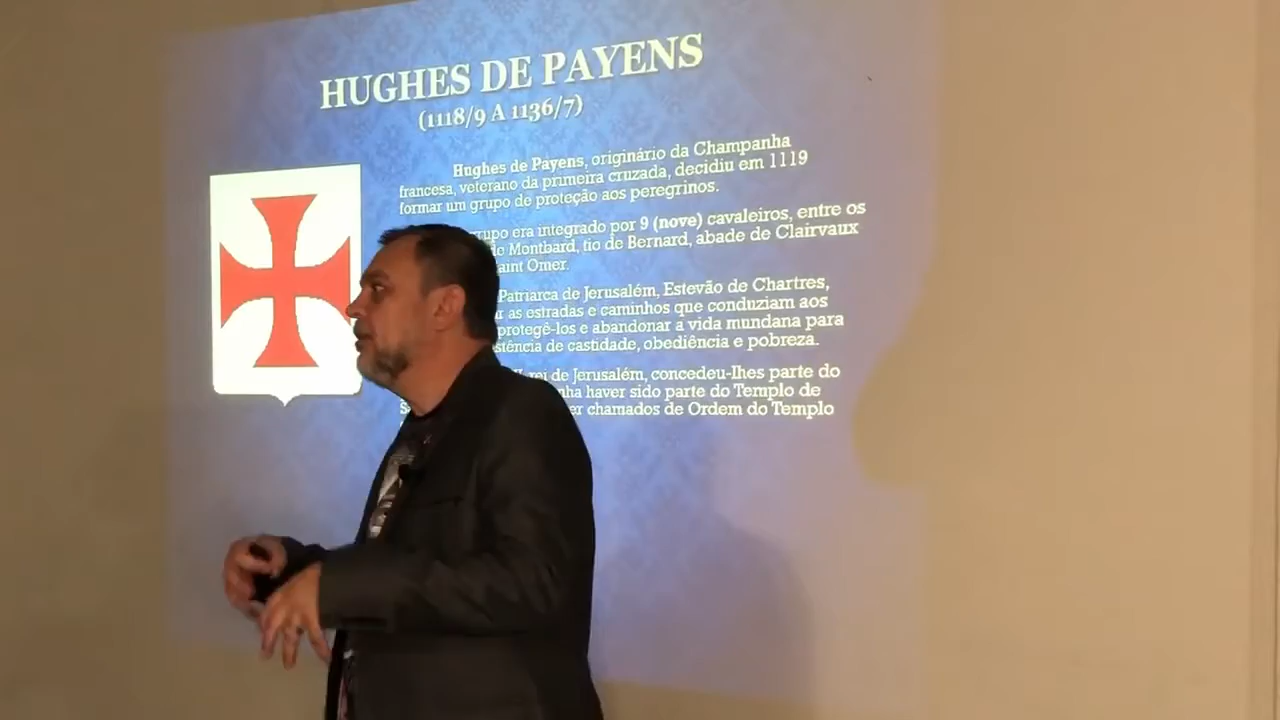 HUGHES DE PAYENS
(1118/9 A 1136/7)
Hughes de Payens, originário da Champanha
francesa, veterano da primeira cruzada, decidiu em 1119
formar um grupo de proteção aos peregrinos.
era integrado por 9 (nove) cavaleiros, entre os
Montbard, tio de Bernard, abade de Clairvaux
Omer.
Patriarca de Jerusalém, Estevão de Chartres,
as estradas e caminhos que conduziam aos
protegê-los e abandonar a vida mundana para
de castidade, obediência e pobreza.
rei de Jerusalém, concedeu-lhes parte do
haver sido parte do Templo de
chamados de Ordem do Templo